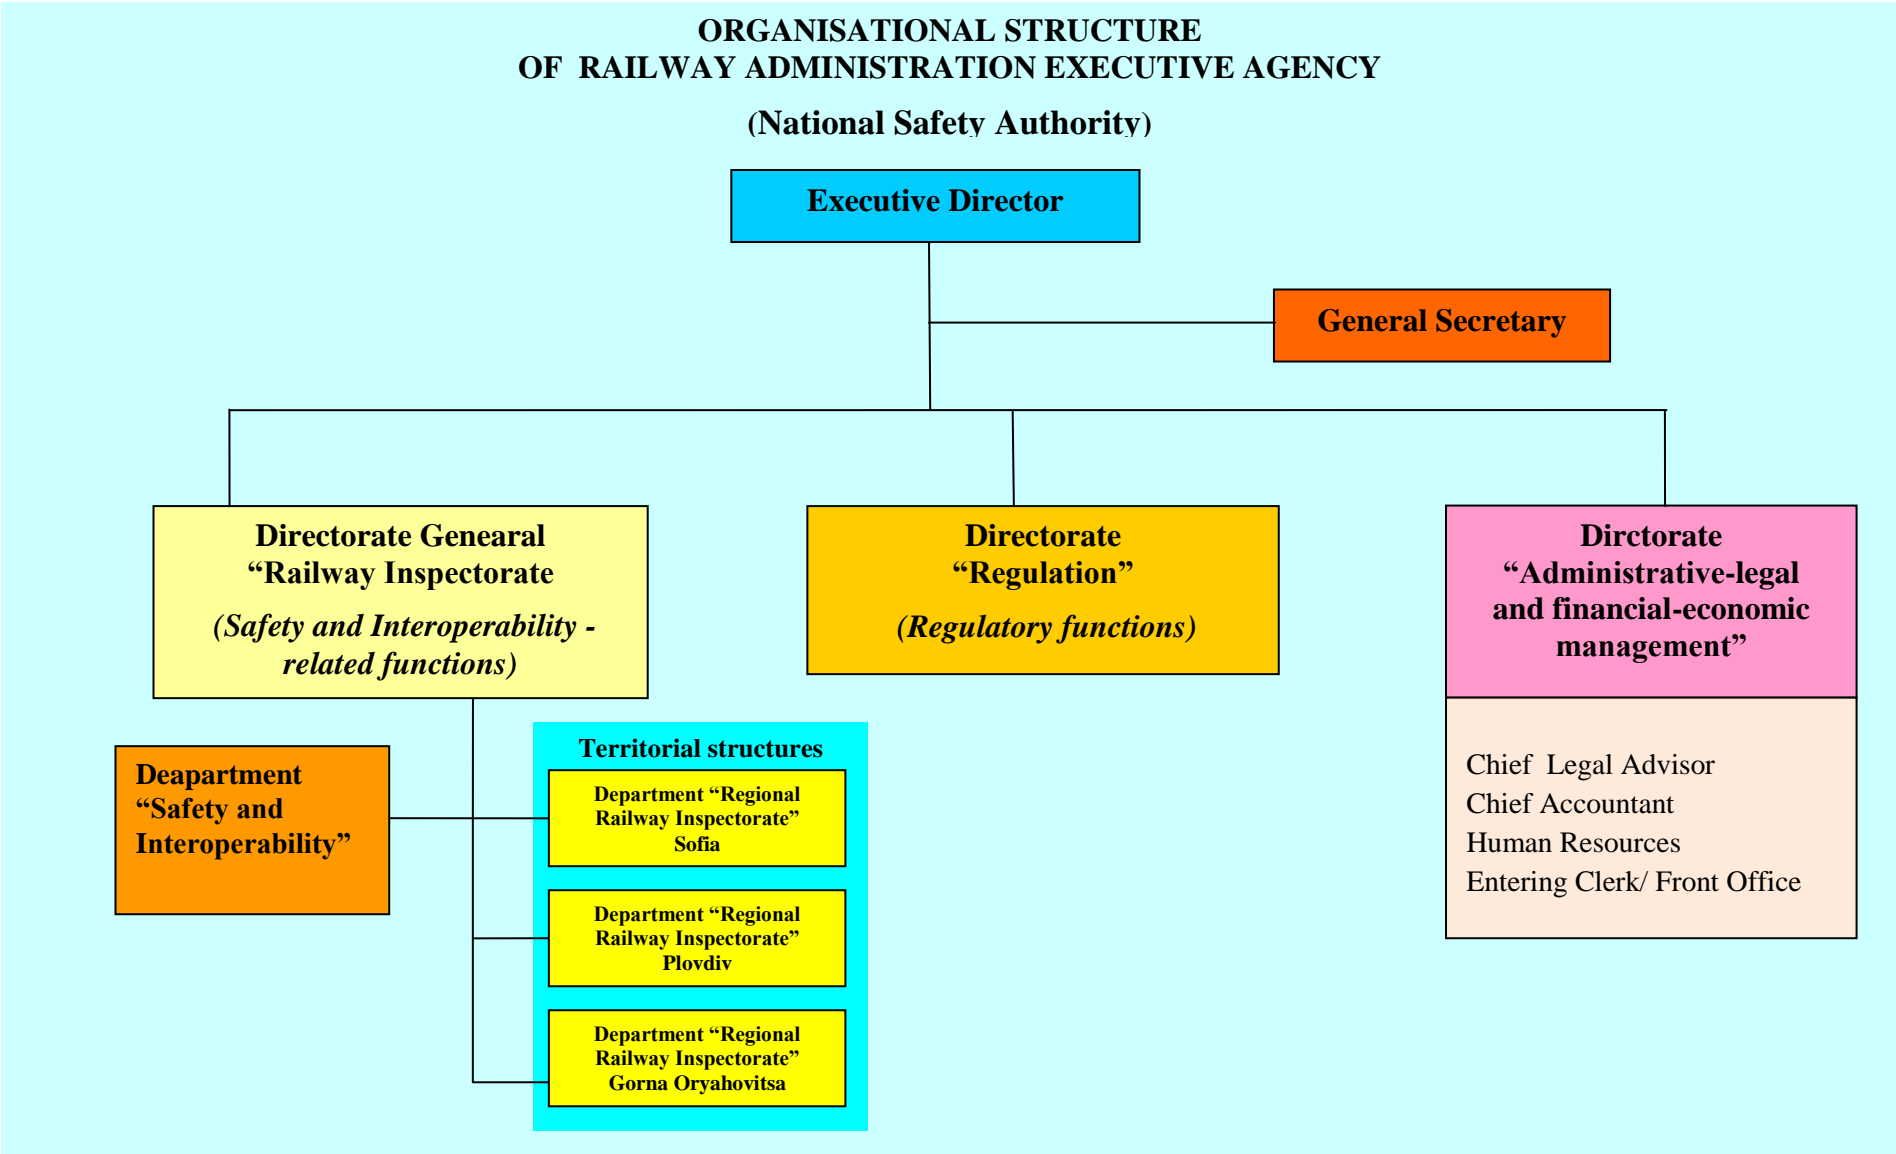 ORGANISATIONAL STRUCTURE
OF RAILWAY ADMINISTRATION EXECUTIVE AGENCY
(National Safety Authority)
Executive Director
General Secretary
Directorate Genearal
“Railway Inspectorate
(Safety and Interoperability -
related functions)
Directorate
“Regulation”
(Regulatory functions)
Dirctorate
“Administrative-legal
and financial-economic
management”
Chief Legal Advisor
Chief Accountant
Human Resources
Entering Clerk/ Front Office
Deapartment
“Safety and
Interoperability”
Territorial structures
Department “Regional
Railway Inspectorate”
Sofia
Department “Regional
Railway Inspectorate”
Plovdiv
Department “Regional
Railway Inspectorate”
Gorna Oryahovitsa